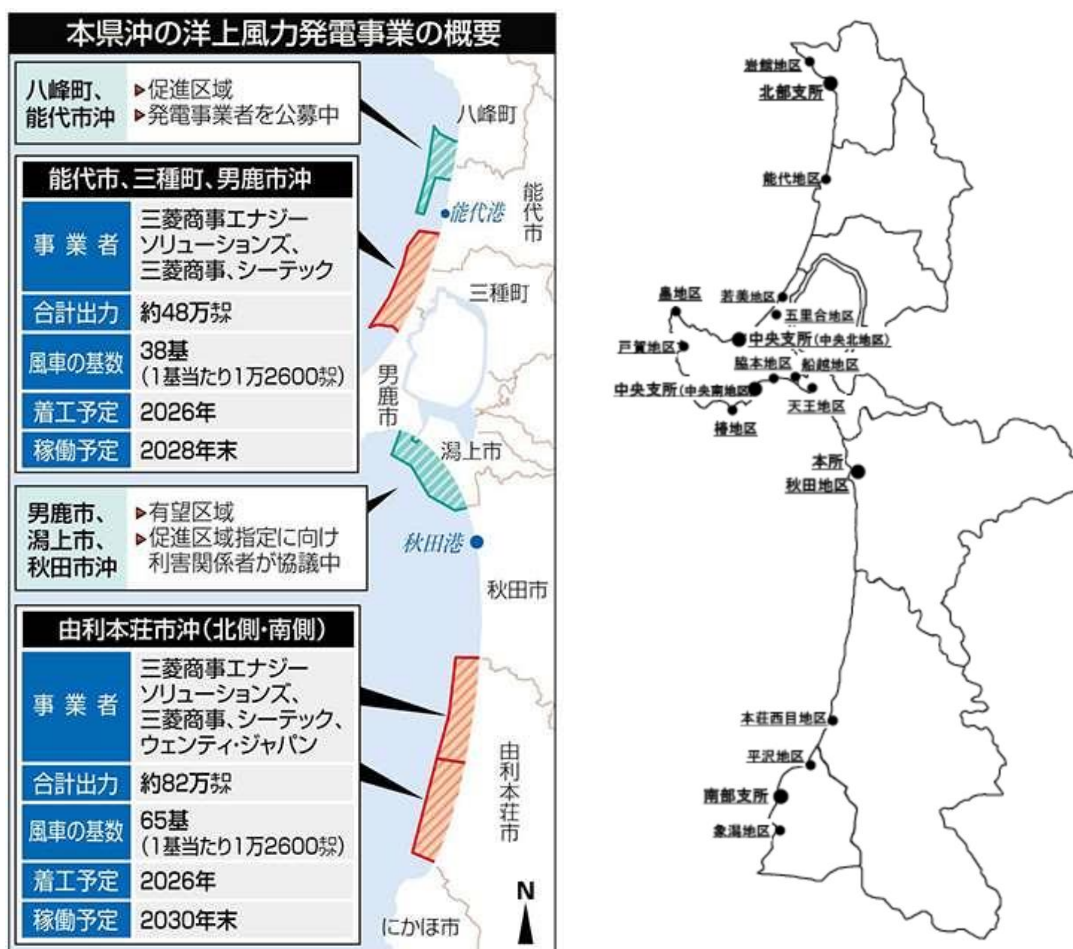 本県沖の洋上風力発電事業の概要
八峰町、
能代市沖
▶促進区域
▶発電事業者を公募中
能代市、三種町、男鹿市沖
事業者
三菱商事エナジー
ソリューションズ、
三菱商事、シーテック
合計出力
約48万キロワット
風車の基数
38基
(1基当たり1万2600キロワット)
着工予定
2026年
稼働予定
2028年末
男鹿市、
潟上市、
秋田市沖
▶有望区域
▶促進区域指定に向け
利害関係者が協議中
由利本荘市沖(北側・南側)
事業者
三菱商事エナジー
ソリューションズ、
三菱商事、シーテック、
ウェンティ・ジャパン
合計出力
約82万キロワット
風車の基数
65基
(1基当たり1万2600キロワット)
着工予定
2026年
稼働予定
2030年末
八峰町
能代市
能代港
三種町
男鹿市
潟上市
秋田港
秋田市
由利本荘市
にかほ市
N
岩館地区
北部支所
能代地区
若美地区
五里合地区
畠地区
中央支所(中央北地区)
戸賀地区
脇本地区
船越地区
中央支所(中央南地区)
天王地区
椿地区
本所
秋田地区
本荘西目地区
平沢地区
南部支所
象潟地区